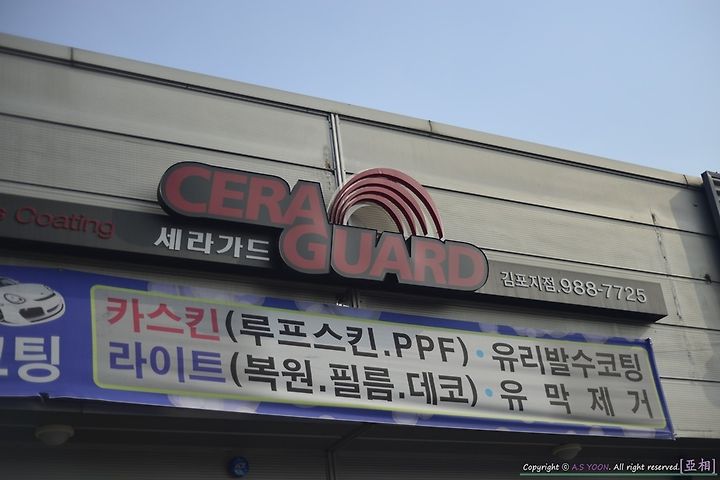 CERA
GUARD
Coating
세라가드
김포지점.988-7725
카스킨(루프스킨.PPF)•유리발수코팅
라이트(복원.필름.데코)•유막제거
팅
Copyright © A.S YOON. All right reserved.[亞相]